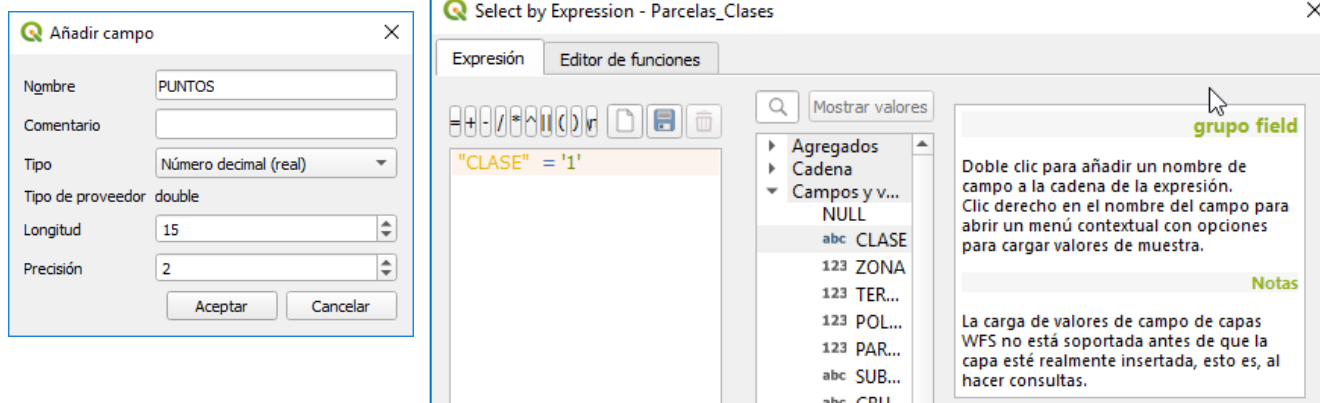 Añadir campo
Nombre
PUNTOS
Comentario
Tipo
Número decimal (real)
Tipo de proveedor double
Longitud
15
Precisión
2
Aceptar
Cancelar
Select by Expression - Parcelas_Clases
Expresión
Editor de funciones
= + - / * ^ || ( ) \n
Mostrar valores
"CLASE" = '1'
Agregados
Cadena
Campos y v...
NULL
abc CLASE
123 ZONA
123 TER...
123 POL...
123 PAR...
abc SUB...
grupo field
Doble clic para añadir un nombre de
campo a la cadena de la expresión.
Clic derecho en el nombre del campo para
abrir un menú contextual con opciones
para cargar valores de muestra.
Notas
La carga de valores de campo de capas
WFS no está soportada antes de que la
capa esté realmente insertada, esto es, al
hacer consultas.